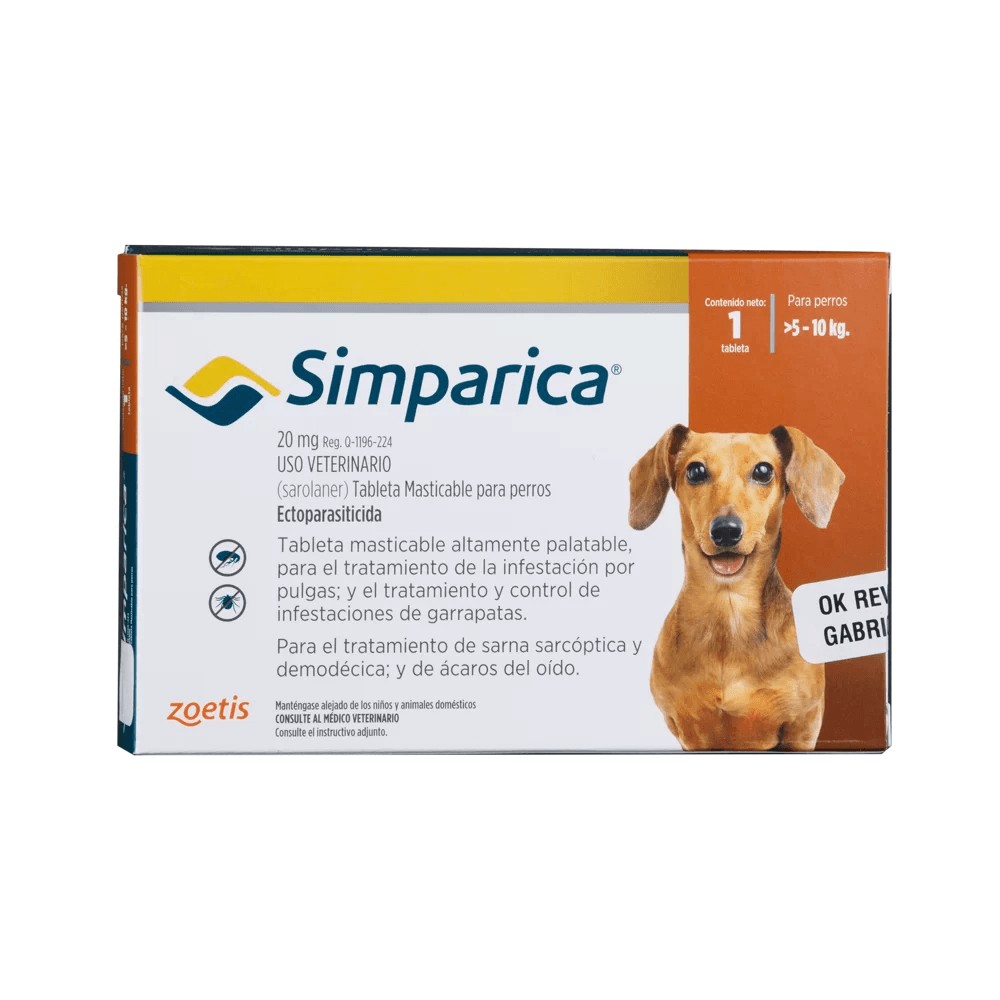 Contenido neto:
1
tableta
Para perros
>5 - 10 kg.
Simparica®
20 mg Reg. Q-1196-224
USO VETERINARIO
(sarolaner) Tableta Masticable para perros
Ectoparasiticida
Tableta masticable altamente palatable,
para el tratamiento de la infestación por
pulgas; y el tratamiento y control de
infestaciones de garrapatas.
Para el tratamiento de sarna sarcóptica y
demodécica; y de ácaros del oído.
zoetis
Manténgase alejado de los niños y animales domésticos
CONSULTE AL MÉDICO VETERINARIO
Consulte el instructivo adjunto.
OK REV
GABRI